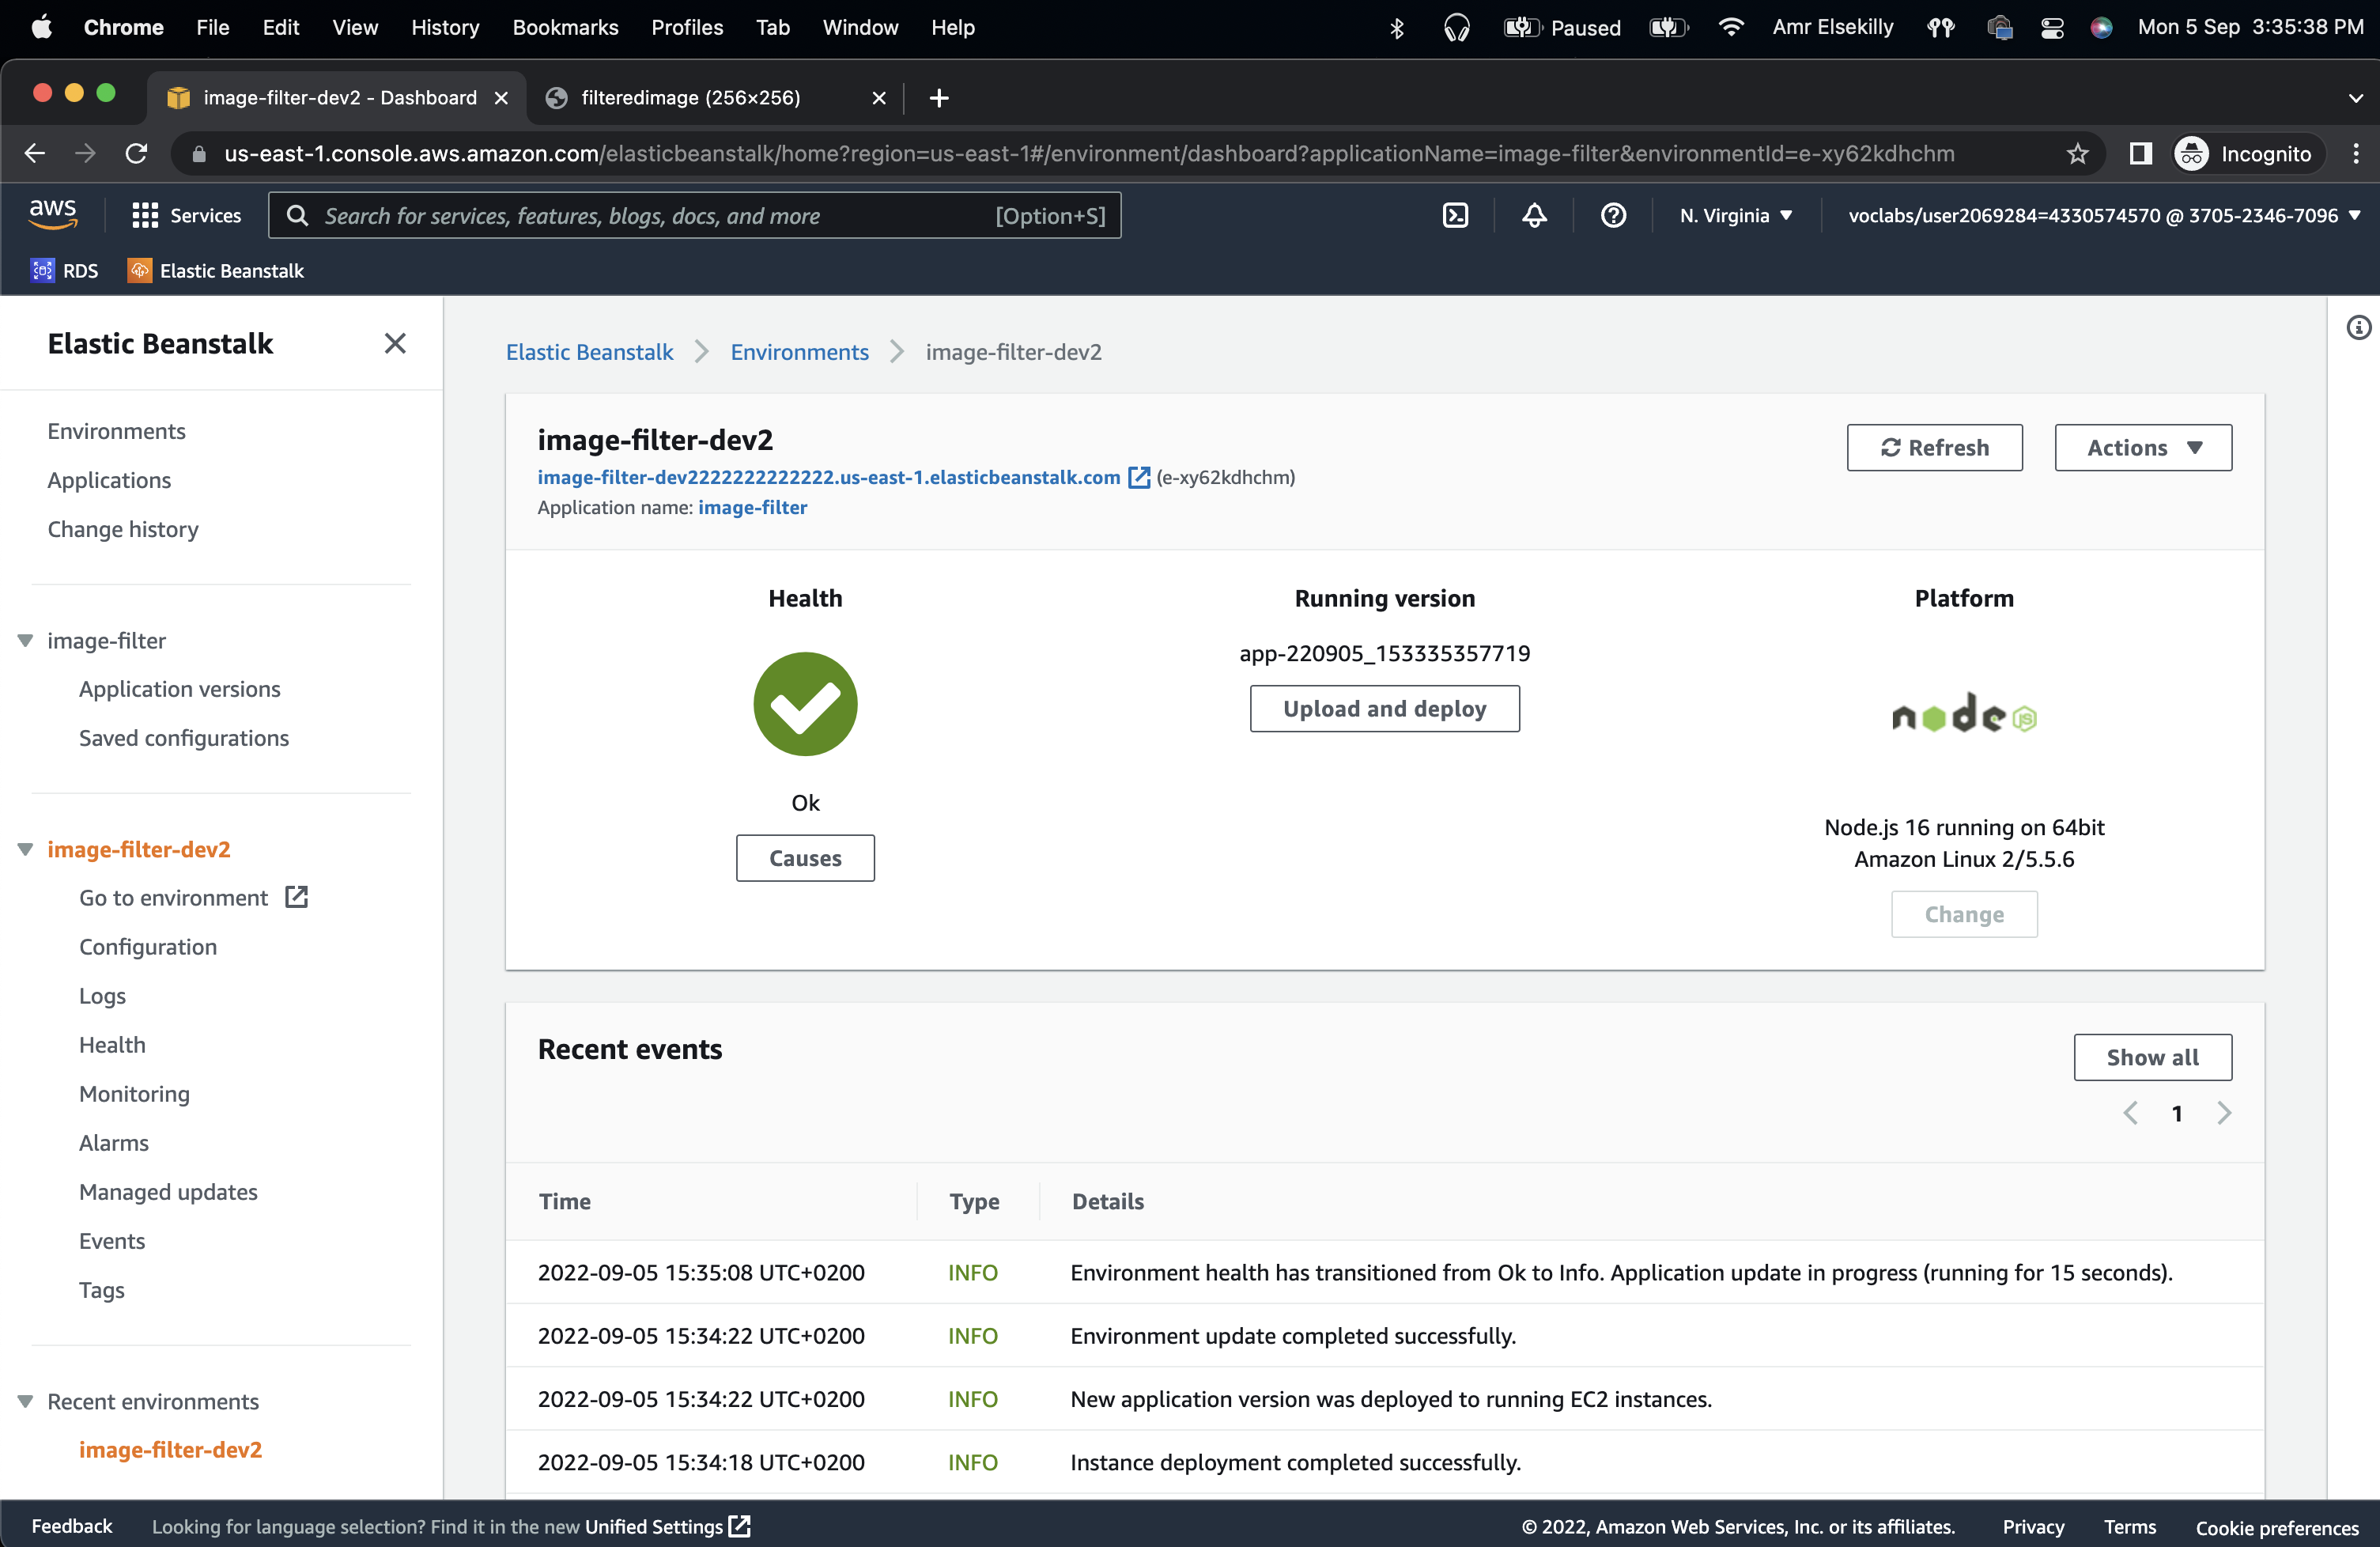 Chrome File Edit View History Bookmarks Profiles Tab Window Help Paused Amr Elsekilly Mon 5 Sep 3:35:38 PM
image-filter-dev2 - Dashboard filteredimage (256×256)
us-east-1.console.aws.amazon.com/elasticbeanstalk/home?region=us-east-1#/environment/dashboard?applicationName=image-filter&environmentId=e-xy62kdhchm Incognito
aws Services Search for services, features, blogs, docs, and more [Option+S] N. Virginia voclabs/user2069284=4330574570 @ 3705-2346-7096
RDS Elastic Beanstalk
Elastic Beanstalk
Environments
Applications
Change history
image-filter
Application versions
Saved configurations
image-filter-dev2
Go to environment
Configuration
Logs
Health
Monitoring
Alarms
Managed updates
Events
Tags
Recent environments
image-filter-dev2
Elastic Beanstalk Environments image-filter-dev2
image-filter-dev2
image-filter-dev2222222222222.us-east-1.elasticbeanstalk.com (e-xy62kdhchm)
Application name: image-filter
Refresh Actions
Health
Ok
Causes
Running version
app-220905_153335357719
Upload and deploy
Platform
node JS
Node.js 16 running on 64bit
Amazon Linux 2/5.5.6
Change
Recent events
Show all
1
Time Type Details
2022-09-05 15:35:08 UTC+0200 INFO Environment health has transitioned from Ok to Info. Application update in progress (running for 15 seconds).
2022-09-05 15:34:22 UTC+0200 INFO Environment update completed successfully.
2022-09-05 15:34:22 UTC+0200 INFO New application version was deployed to running EC2 instances.
2022-09-05 15:34:18 UTC+0200 INFO Instance deployment completed successfully.
Feedback Looking for language selection? Find it in the new Unified Settings © 2022, Amazon Web Services, Inc. or its affiliates. Privacy Terms Cookie preferences